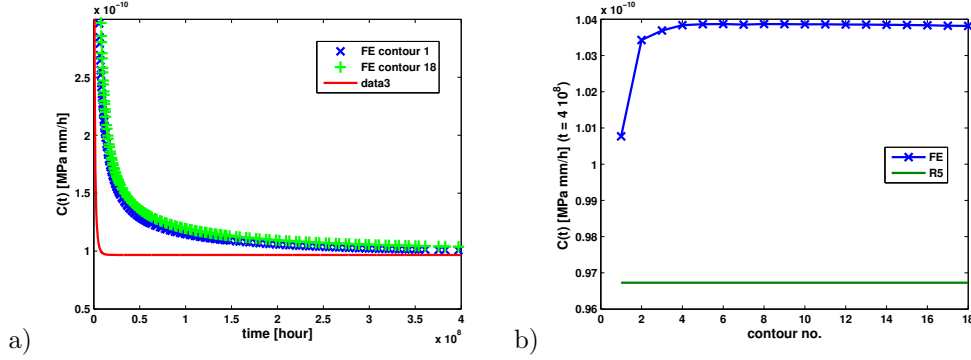 a)
x 10^-10
C(t) [MPa mm/h]
2.5
2
1.5
1
0.5
FE contour 1
FE contour 18
data3
0 0.5 1 1.5 2 2.5 3 3.5 4
x 10^8
time [hour]
b)
x 10^-10
C(t) [MPa mm/h] (t = 4 10^8)
1.04
1.03
1.02
1.01
1
0.99
0.98
0.97
0.96
FE
R5
0 2 4 6 8 10 12 14 16 18
contour no.